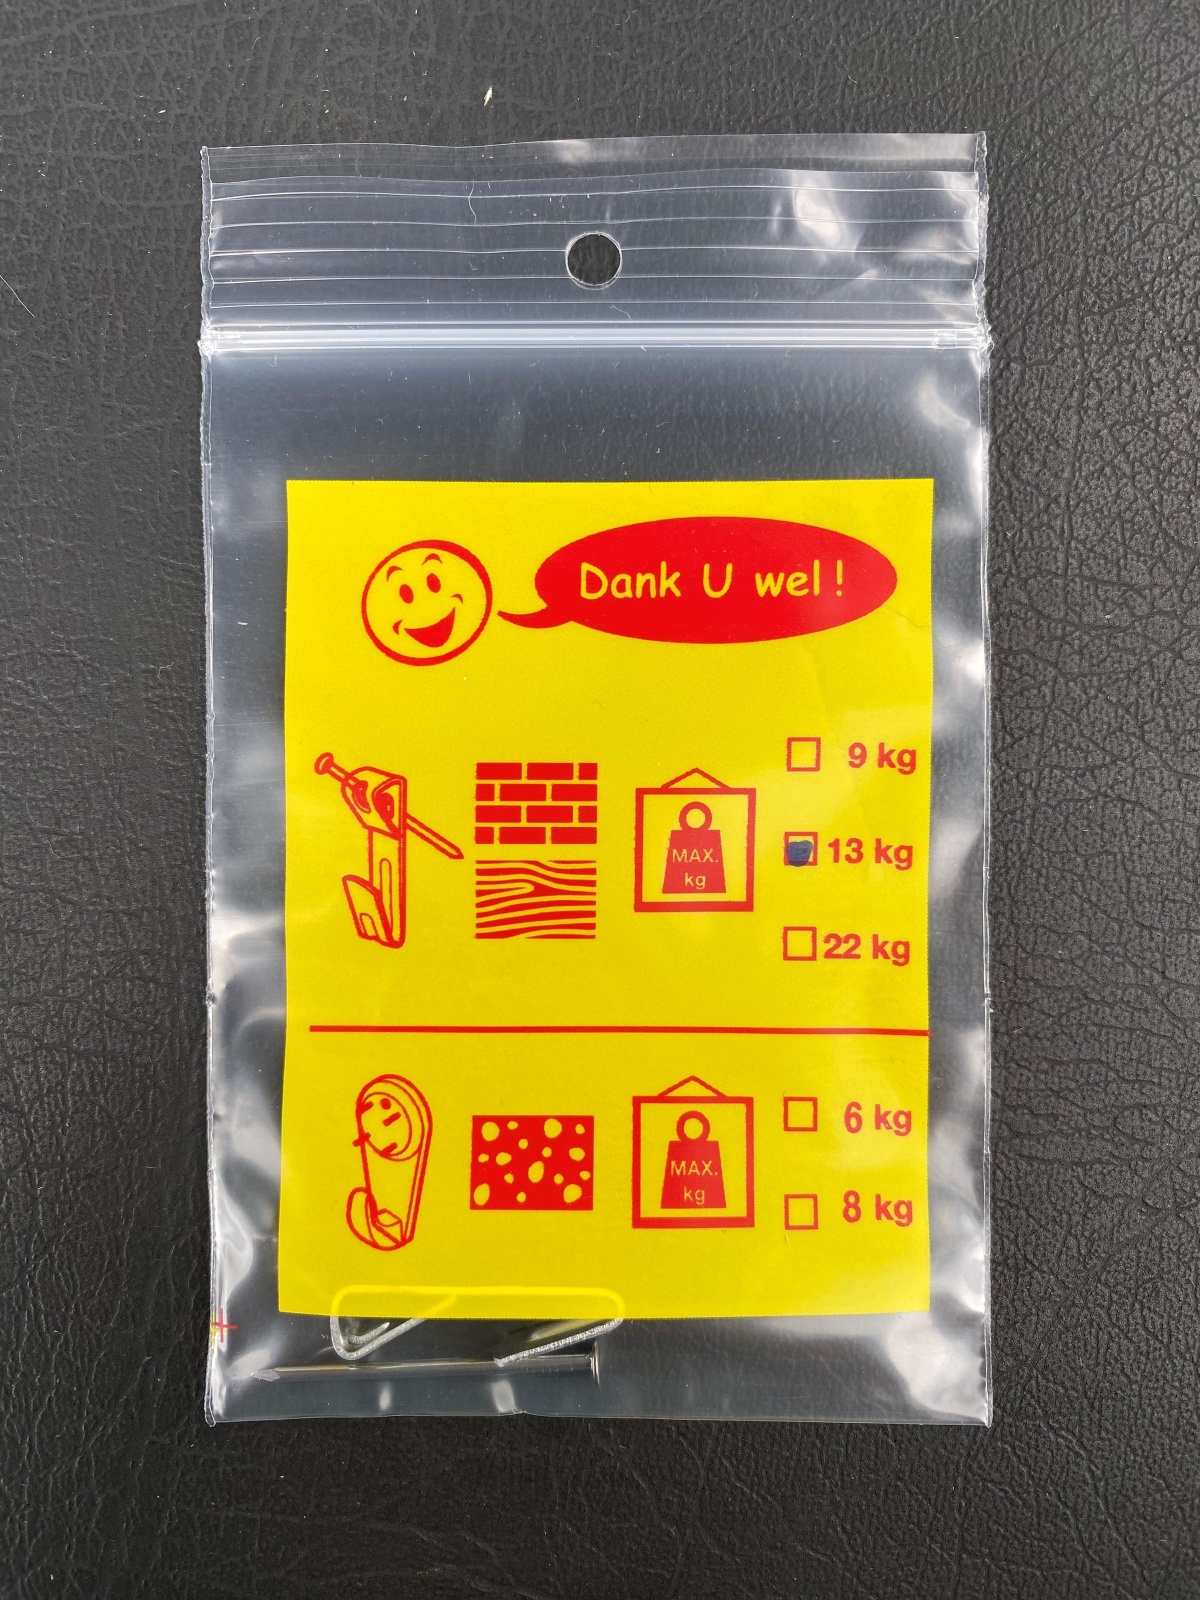 Dank U wel !
9 kg
MAX.
kg
13 kg
22 kg
6 kg
MAX.
kg
8 kg